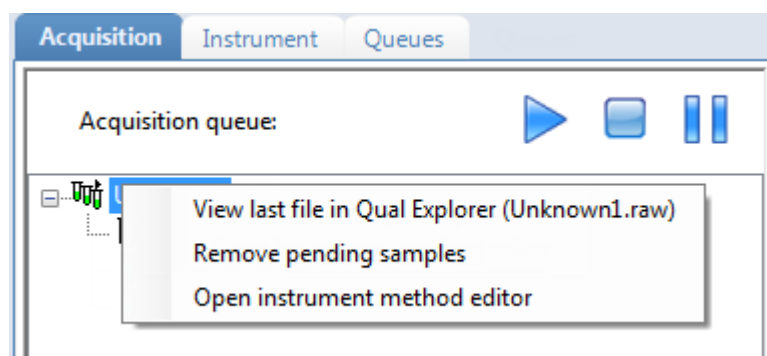 Acquisition Instrument Queues
Acquisition queue:
View last file in Qual Explorer (Unknown1.raw)
Remove pending samples
Open instrument method editor